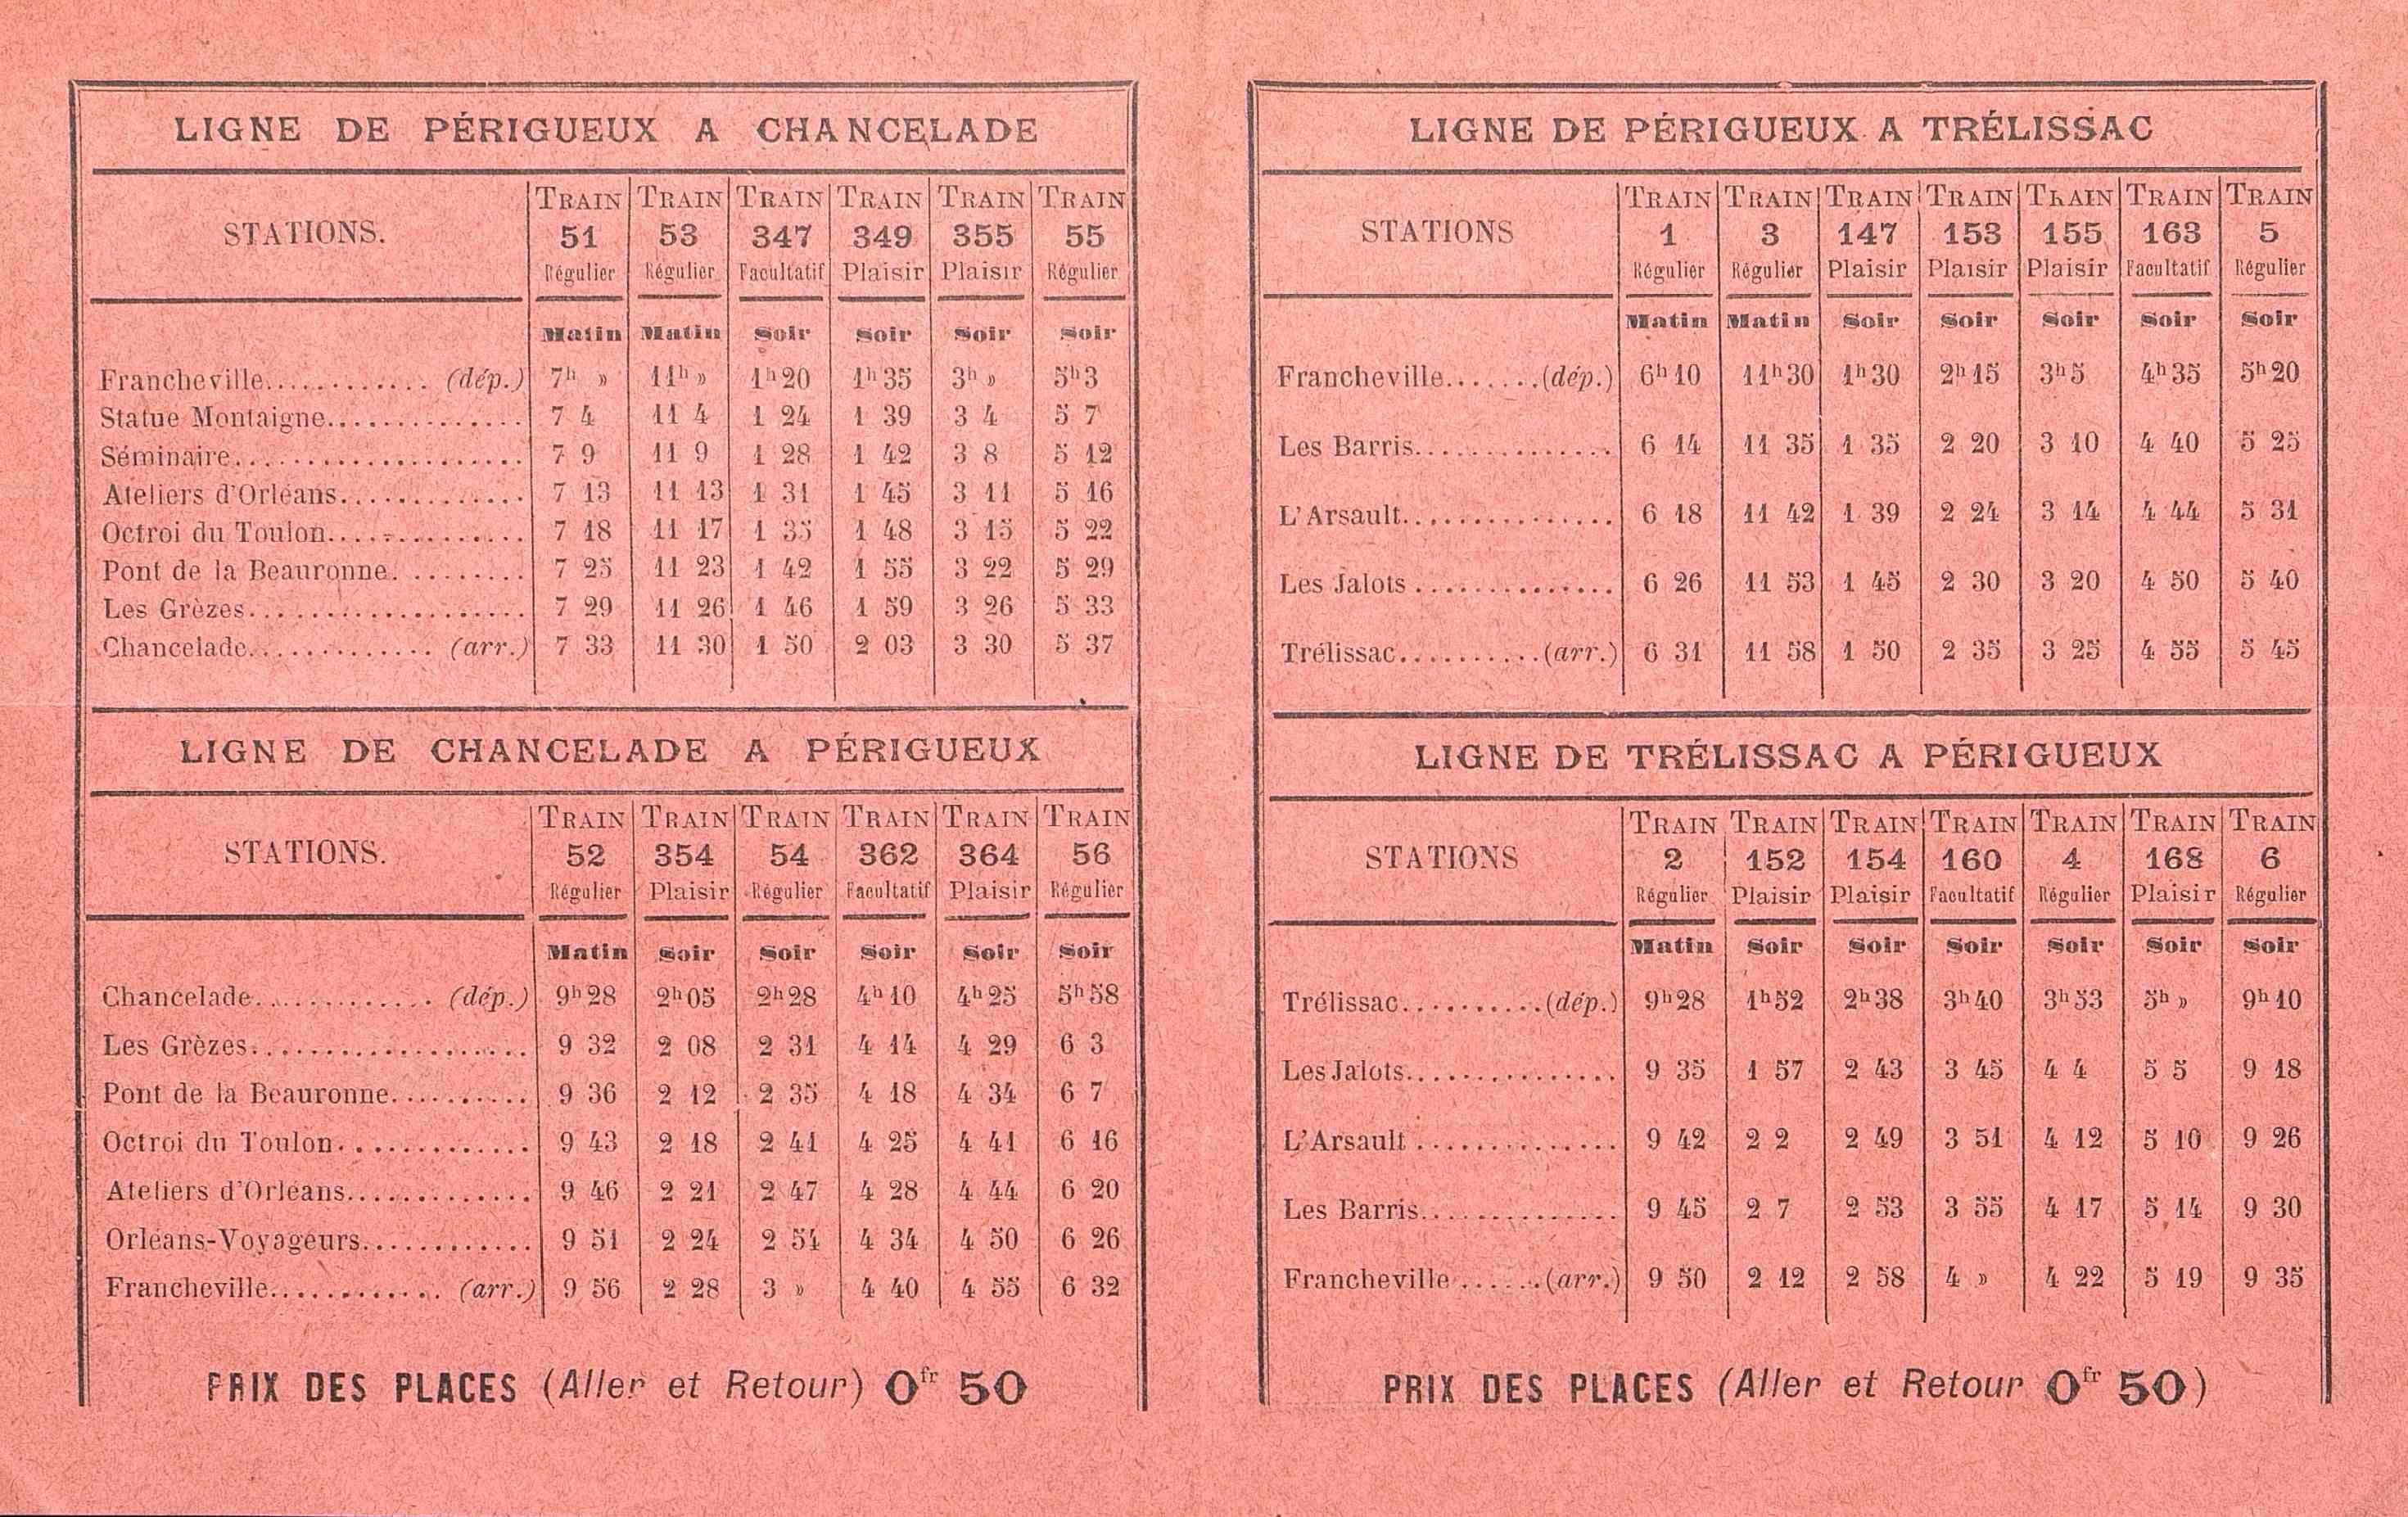 LIGNE DE PÉRIGUEUX A CHANCELADE
STATIONS. TRAIN 51 Régulier TRAIN 53 Régulier TRAIN 347 Facultatif TRAIN 349 Plaisir TRAIN 355 Plaisir TRAIN 55 Régulier
Matin Matin Soir Soir Soir Soir
Francheville............ (dép.) 7h » 11h » 1h20 1h35 3h » 5h3
Statue Montaigne.............. 7 4 11 4 1 24 1 39 3 4 5 7
Séminaire..................... 7 9 11 9 1 28 1 42 3 8 5 12
Ateliers d'Orléans............. 7 13 11 13 1 31 1 45 3 11 5 16
Octroi du Toulon.............. 7 18 11 17 1 35 1 48 3 15 5 22
Pont de la Beauronne......... 7 25 11 23 1 42 1 55 3 22 5 29
Les Grèzes.................... 7 29 11 26 1 46 1 59 3 26 5 33
Chancelade............. (arr.) 7 33 11 30 1 50 2 03 3 30 5 37
LIGNE DE CHANCELADE A PÉRIGUEUX
STATIONS. TRAIN 52 Régulier TRAIN 354 Plaisir TRAIN 54 Régulier TRAIN 362 Facultatif TRAIN 364 Plaisir TRAIN 56 Régulier
Matin Soir Soir Soir Soir Soir
Chancelade............. (dép.) 9h28 2h05 2h28 4h10 4h25 5h58
Les Grèzes.................... 9 32 2 08 2 31 4 14 4 29 6 3
Pont de la Beauronne.......... 9 36 2 12 2 35 4 18 4 34 6 7
Octroi du Toulon............. 9 43 2 18 2 41 4 25 4 41 6 16
Ateliers d'Orléans............. 9 46 2 21 2 47 4 28 4 44 6 20
Orléans-Voyageurs............ 9 51 2 24 2 54 4 34 4 50 6 26
Francheville............ (arr.) 9 56 2 28 3 » 4 40 4 55 6 32
PRIX DES PLACES (Aller et Retour) 0fr 50
LIGNE DE PÉRIGUEUX A TRÉLISSAC
STATIONS TRAIN 1 Régulier TRAIN 3 Régulier TRAIN 147 Plaisir TRAIN 153 Plaisir TRAIN 155 Plaisir TRAIN 163 Facultatif TRAIN 5 Régulier
Matin Matin Soir Soir Soir Soir Soir
Francheville.......(dép.) 6h10 11h30 1h30 2h15 3h5 4h35 5h20
Les Barris.............. 6 14 11 35 1 35 2 20 3 10 4 40 5 25
L'Arsault............... 6 18 11 42 1 39 2 24 3 14 4 44 5 31
Les Jalots .............. 6 26 11 53 1 45 2 30 3 20 4 50 5 40
Trélissac..........(arr.) 6 31 11 58 1 50 2 35 3 25 4 55 5 45
LIGNE DE TRÉLISSAC A PÉRIGUEUX
STATIONS TRAIN 2 Régulier TRAIN 152 Plaisir TRAIN 154 Plaisir TRAIN 160 Facultatif TRAIN 4 Régulier TRAIN 168 Plaisir TRAIN 6 Régulier
Matin Soir Soir Soir Soir Soir Soir
Trélissac..........(dép.) 9h28 1h52 2h38 3h40 3h53 5h » 9h10
Les Jalots............... 9 35 1 57 2 43 3 45 4 4 5 5 9 18
L'Arsault .............. 9 42 2 2 2 49 3 51 4 12 5 10 9 26
Les Barris.............. 9 45 2 7 2 53 3 55 4 17 5 14 9 30
Francheville ......(arr.) 9 50 2 12 2 58 4 » 4 22 5 19 9 35
PRIX DES PLACES (Aller et Retour 0fr 50)